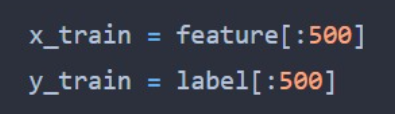 x_train = feature[:500]
y_train = label[:500]